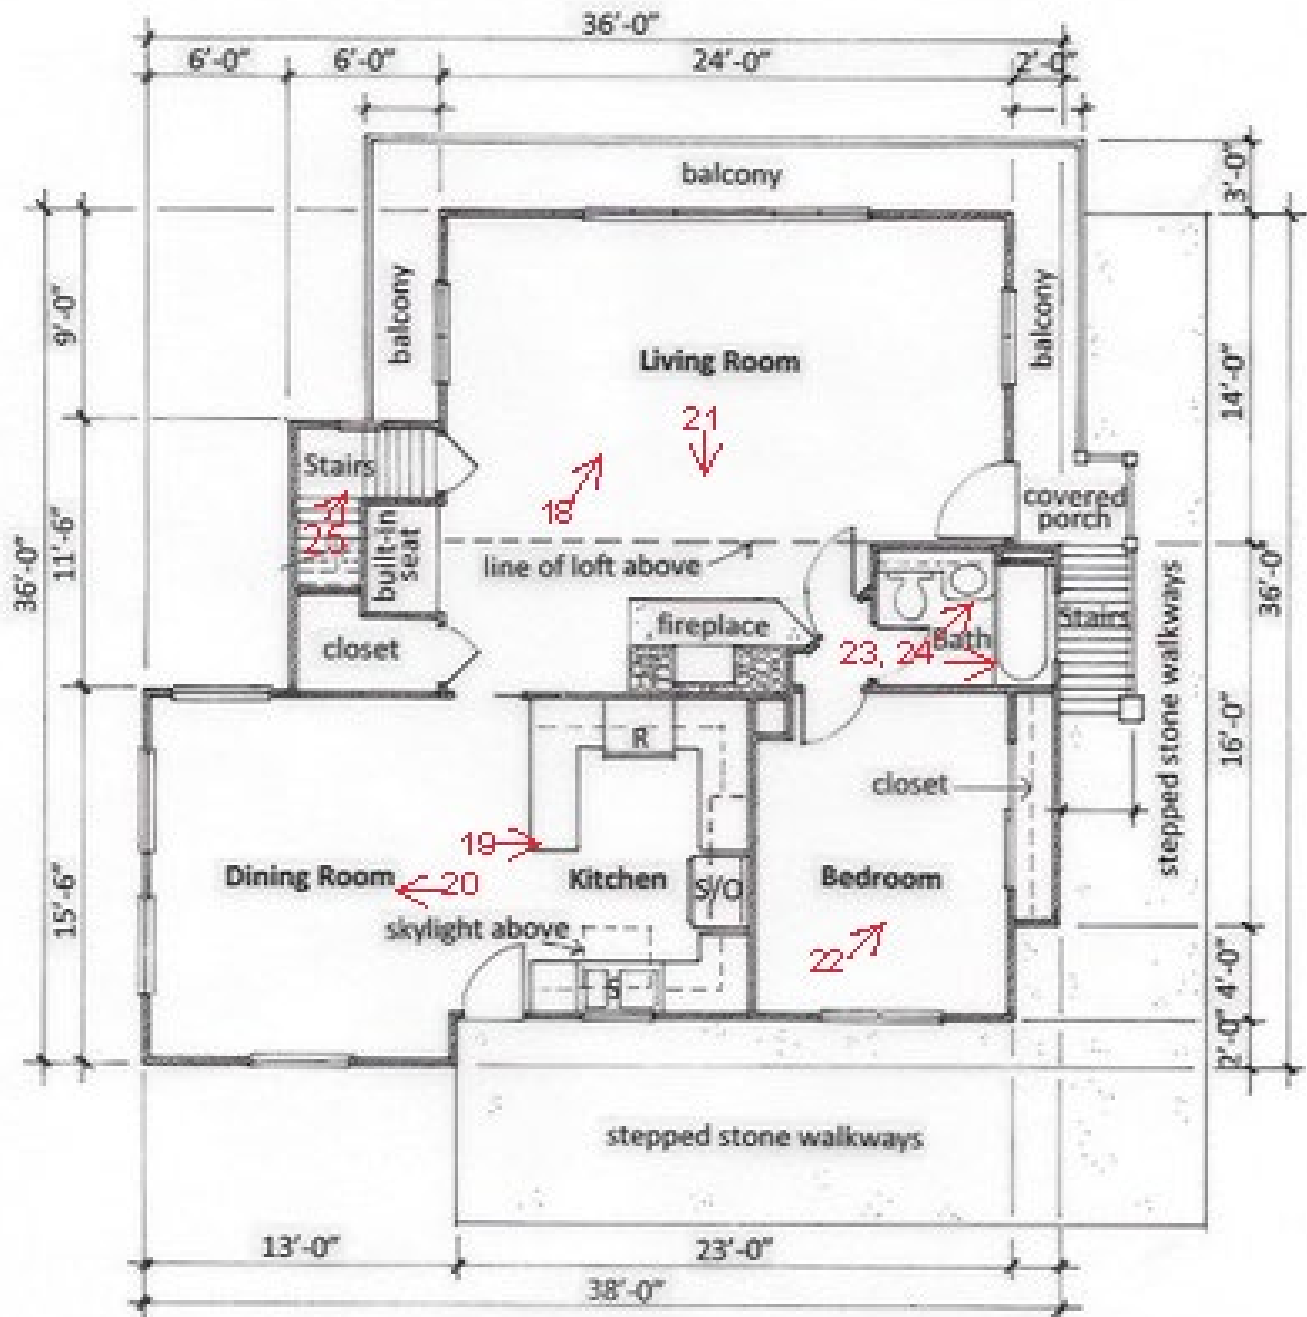 36'-0"
6'-0"
6'-0"
24'-0"
2'-0"
balcony
3'-0"
balcony
balcony
9'-0"
Living Room
14'-0"
21
Stairs
18
covered
porch
25
built-in
seat
11'-6"
36'-0"
line of loft above
36'-0"
fireplace
Stairs
closet
Bath
23, 24
stepped stone walkways
16'-0"
R
closet
19
Dining Room
20
Kitchen
S/O
Bedroom
15'-6"
skylight above
22
S
4'-0"
2'-0"
stepped stone walkways
13'-0"
23'-0"
38'-0"